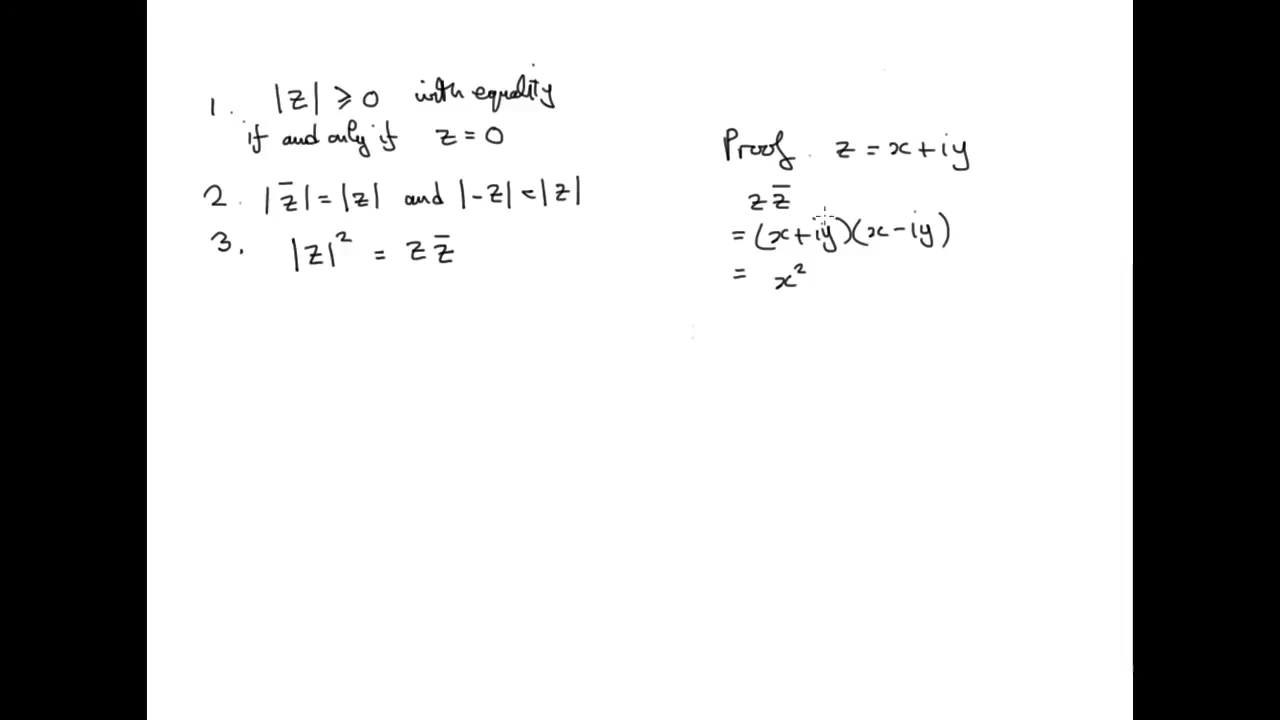 1. |z| ⩾ 0 with equality
if and only if z = 0
2. |z̄| = |z| and |-z| = |z|
3. |z|² = z z̄
Proof. z = x + iy
z z̄
= (x + iy)(x - iy)
= x²